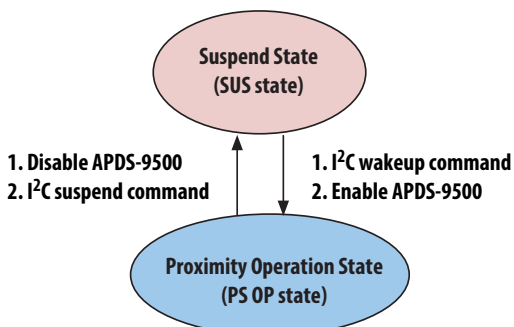 Suspend State
(SUS state)
1. Disable APDS-9500
2. I²C suspend command
1. I²C wakeup command
2. Enable APDS-9500
Proximity Operation State
(PS OP state)